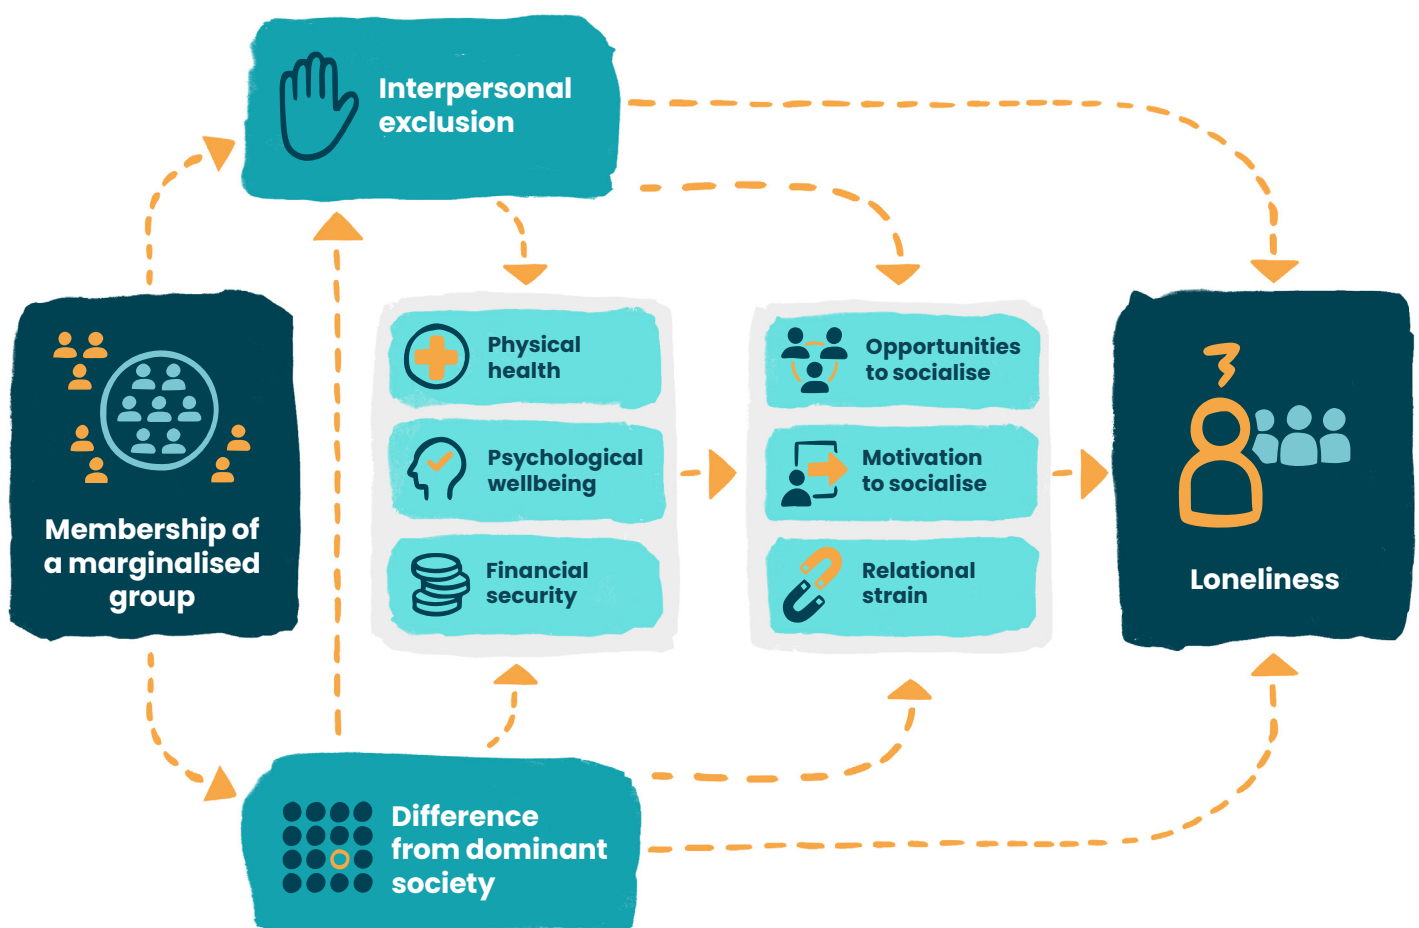 Interpersonal
exclusion
Membership of
a marginalised
group
Physical
health
Psychological
wellbeing
Financial
security
Opportunities
to socialise
Motivation
to socialise
Relational
strain
Loneliness
Difference
from dominant
society